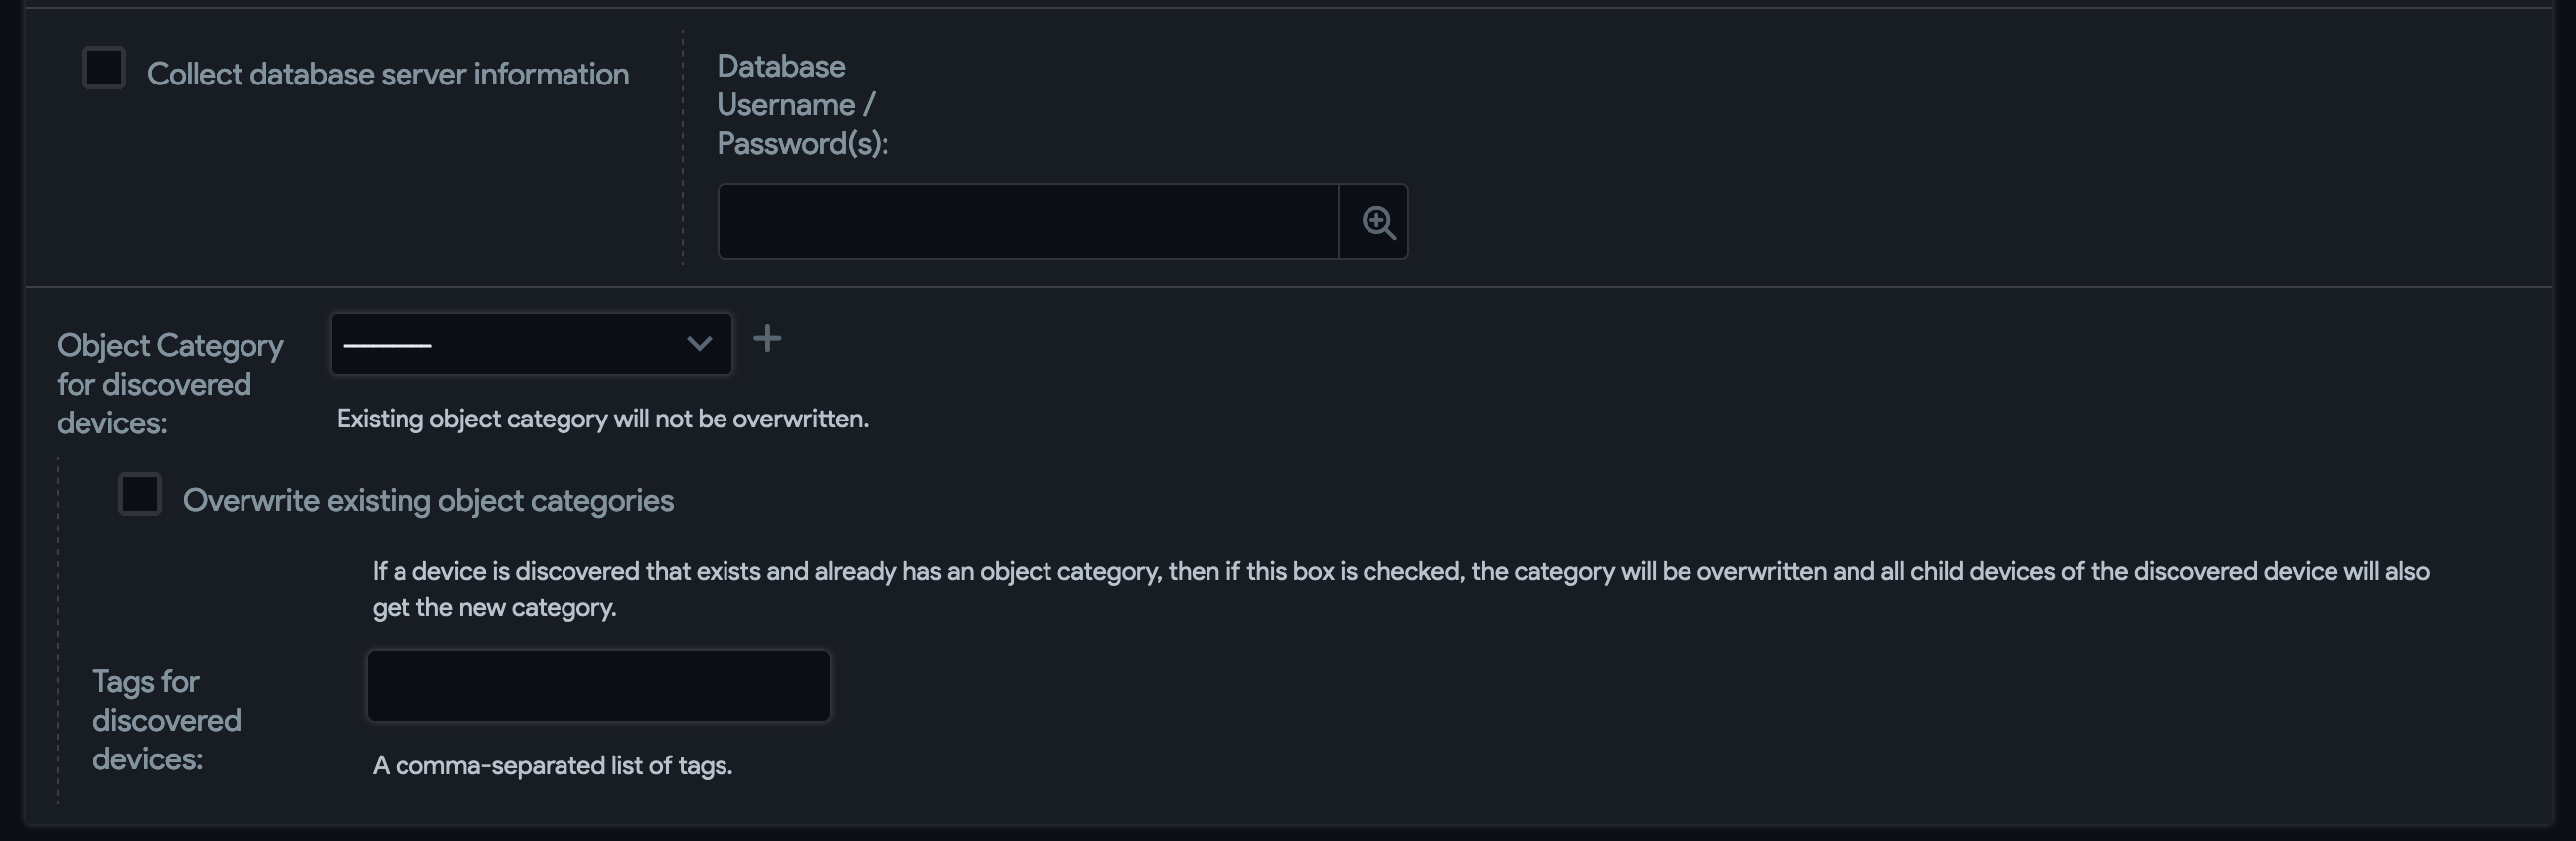 Collect database server information
Database
Username /
Password(s):
Object Category
for discovered
devices:
---------
Existing object category will not be overwritten.
Overwrite existing object categories
If a device is discovered that exists and already has an object category, then if this box is checked, the category will be overwritten and all child devices of the discovered device will also
get the new category.
Tags for
discovered
devices:
A comma-separated list of tags.